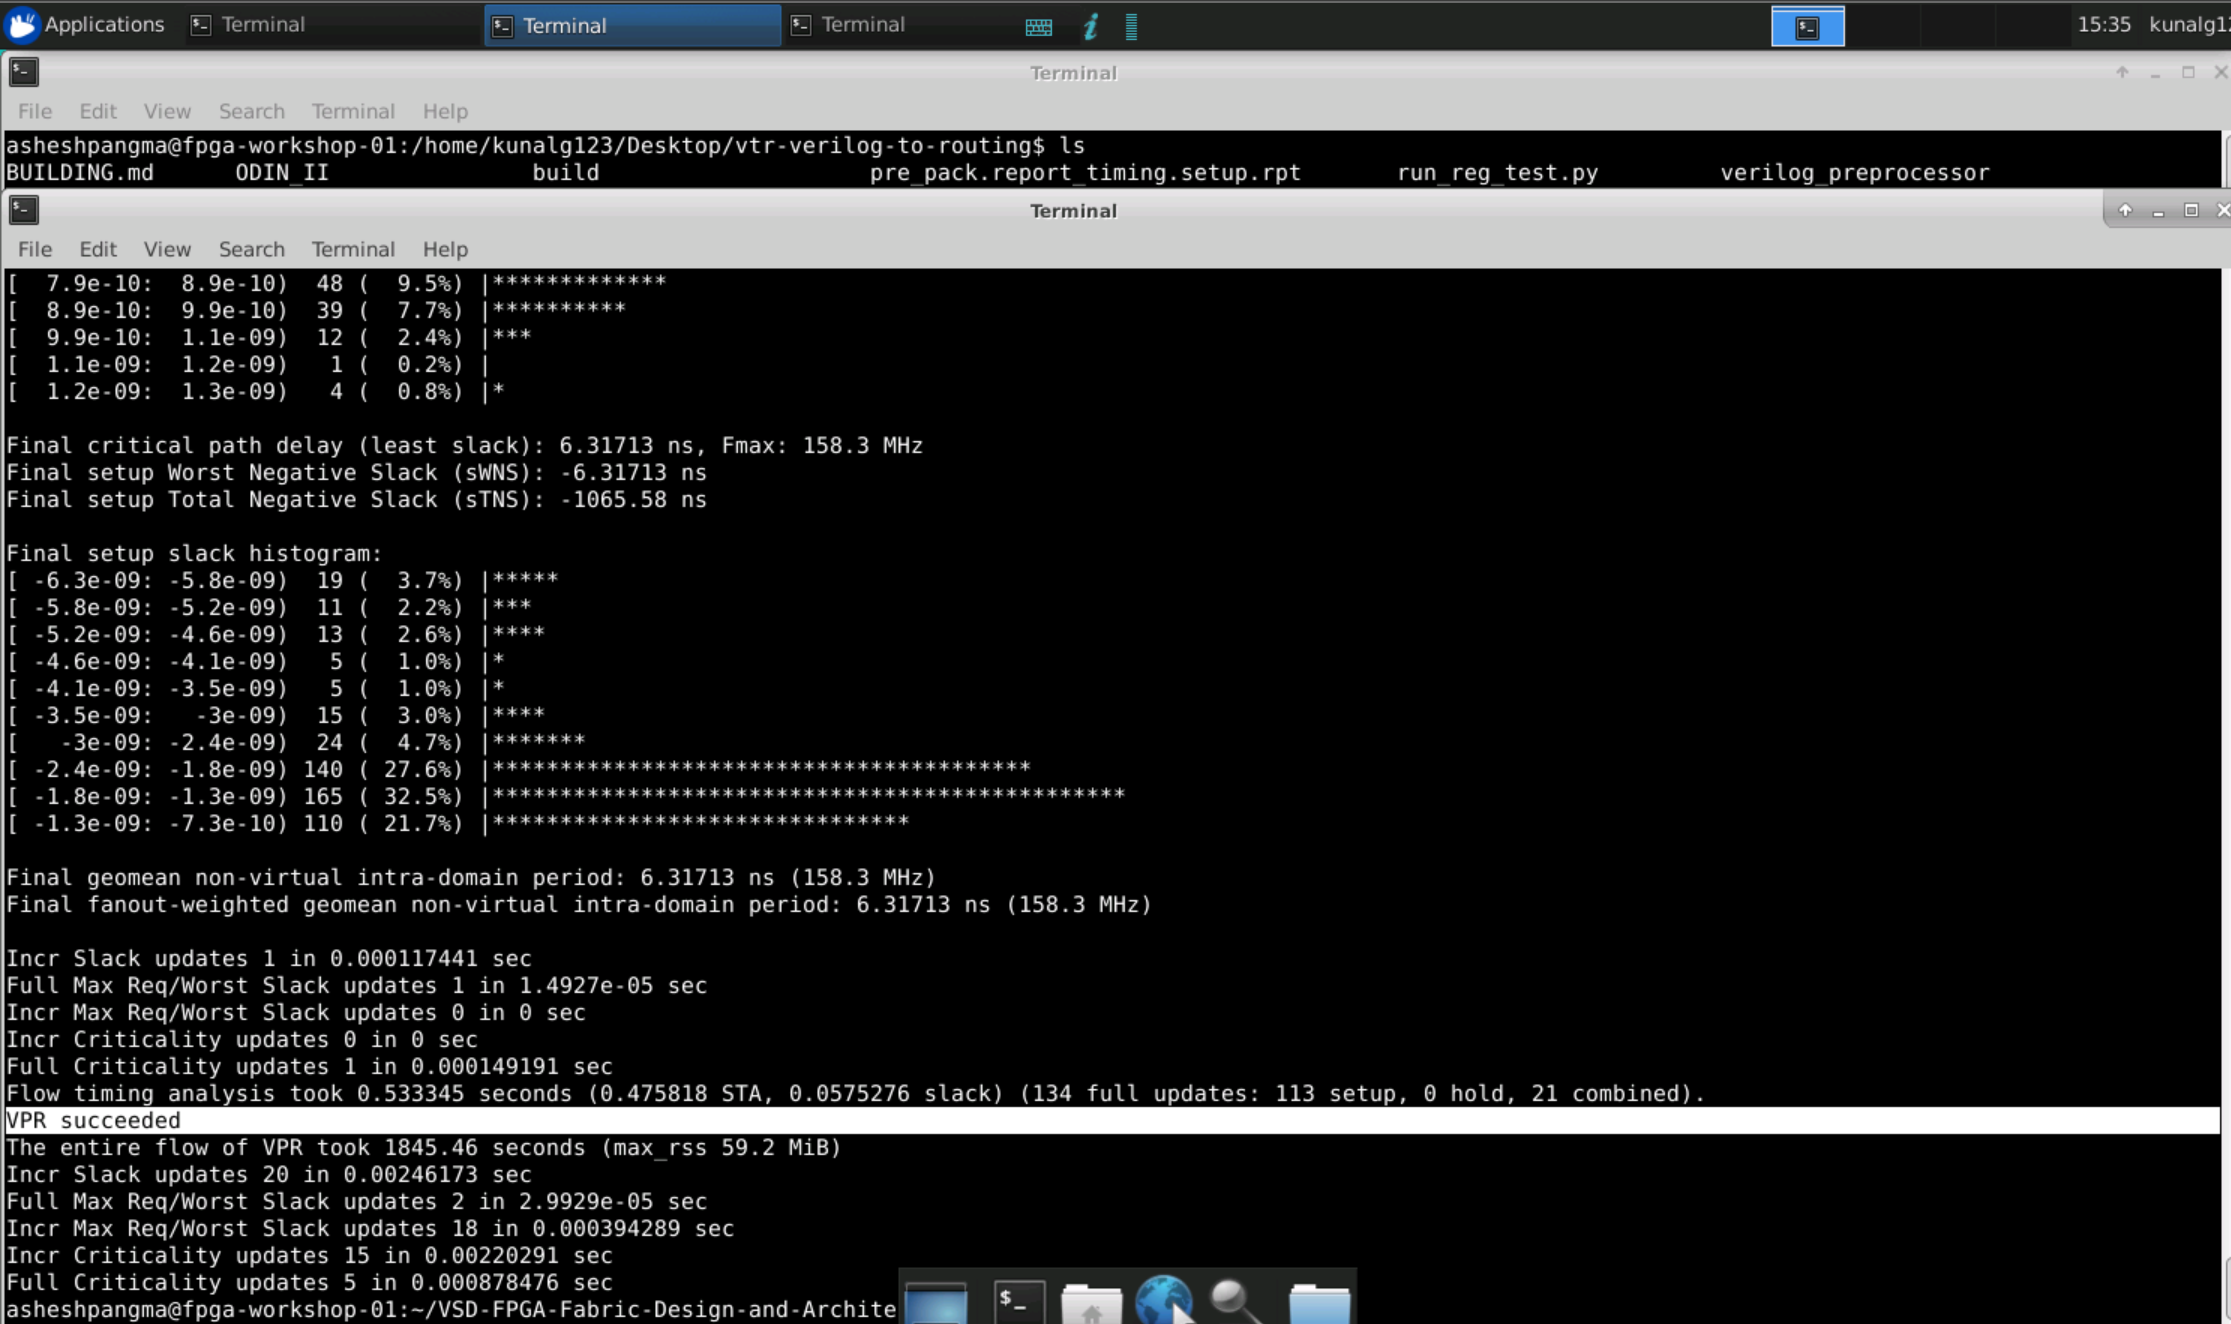 Applications Terminal Terminal Terminal 15:35 kunalg12
Terminal
File Edit View Search Terminal Help
asheshpangma@fpga-workshop-01:/home/kunalg123/Desktop/vtr-verilog-to-routing$ ls
BUILDING.md ODIN_II build pre_pack.report_timing.setup.rpt run_reg_test.py verilog_preprocessor
Terminal
File Edit View Search Terminal Help
[ 7.9e-10: 8.9e-10) 48 ( 9.5%) |*************
[ 8.9e-10: 9.9e-10) 39 ( 7.7%) |**********
[ 9.9e-10: 1.1e-09) 12 ( 2.4%) |***
[ 1.1e-09: 1.2e-09) 1 ( 0.2%) |
[ 1.2e-09: 1.3e-09) 4 ( 0.8%) |*
Final critical path delay (least slack): 6.31713 ns, Fmax: 158.3 MHz
Final setup Worst Negative Slack (sWNS): -6.31713 ns
Final setup Total Negative Slack (sTNS): -1065.58 ns
Final setup slack histogram:
[ -6.3e-09: -5.8e-09) 19 ( 3.7%) |*****
[ -5.8e-09: -5.2e-09) 11 ( 2.2%) |***
[ -5.2e-09: -4.6e-09) 13 ( 2.6%) |****
[ -4.6e-09: -4.1e-09) 5 ( 1.0%) |*
[ -4.1e-09: -3.5e-09) 5 ( 1.0%) |*
[ -3.5e-09: -3e-09) 15 ( 3.0%) |****
[ -3e-09: -2.4e-09) 24 ( 4.7%) |*******
[ -2.4e-09: -1.8e-09) 140 ( 27.6%) |****************************************
[ -1.8e-09: -1.3e-09) 165 ( 32.5%) |***********************************************
[ -1.3e-09: -7.3e-10) 110 ( 21.7%) |*******************************
Final geomean non-virtual intra-domain period: 6.31713 ns (158.3 MHz)
Final fanout-weighted geomean non-virtual intra-domain period: 6.31713 ns (158.3 MHz)
Incr Slack updates 1 in 0.000117441 sec
Full Max Req/Worst Slack updates 1 in 1.4927e-05 sec
Incr Max Req/Worst Slack updates 0 in 0 sec
Incr Criticality updates 0 in 0 sec
Full Criticality updates 1 in 0.000149191 sec
Flow timing analysis took 0.533345 seconds (0.475818 STA, 0.0575276 slack) (134 full updates: 113 setup, 0 hold, 21 combined).
VPR succeeded
The entire flow of VPR took 1845.46 seconds (max_rss 59.2 MiB)
Incr Slack updates 20 in 0.00246173 sec
Full Max Req/Worst Slack updates 2 in 2.9929e-05 sec
Incr Max Req/Worst Slack updates 18 in 0.000394289 sec
Incr Criticality updates 15 in 0.00220291 sec
Full Criticality updates 5 in 0.000878476 sec
asheshpangma@fpga-workshop-01:~/VSD-FPGA-Fabric-Design-and-Archite